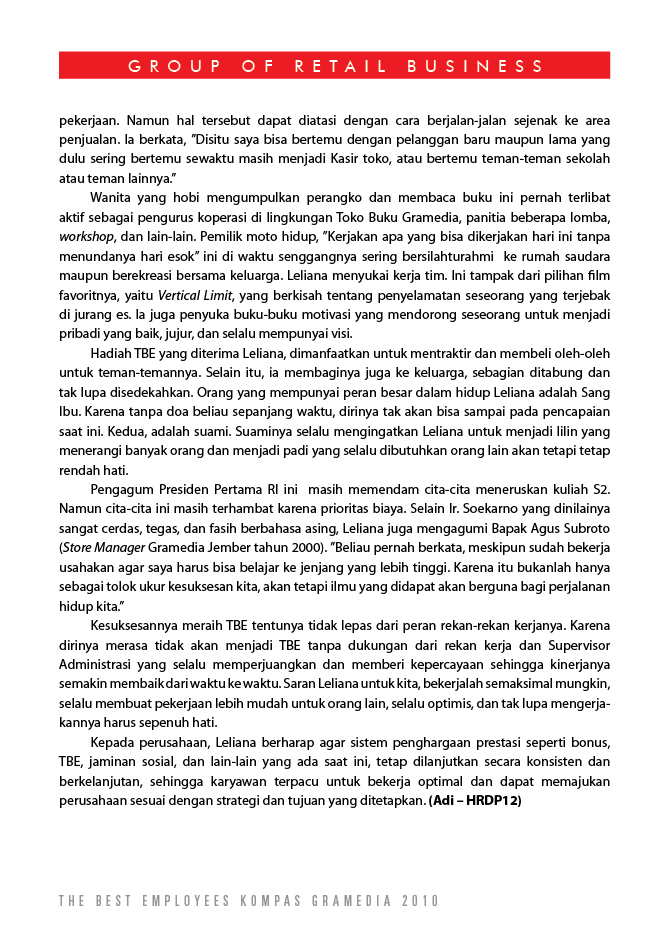 GROUP OF RETAIL BUSINESS
pekerjaan. Namun hal tersebut dapat diatasi dengan cara berjalan-jalan sejenak ke area
penjualan. Ia berkata, ”Disitu saya bisa bertemu dengan pelanggan baru maupun lama yang
dulu sering bertemu sewaktu masih menjadi Kasir toko, atau bertemu teman-teman sekolah
atau teman lainnya.”
Wanita yang hobi mengumpulkan perangko dan membaca buku ini pernah terlibat
aktif sebagai pengurus koperasi di lingkungan Toko Buku Gramedia, panitia beberapa lomba,
workshop, dan lain-lain. Pemilik moto hidup, ”Kerjakan apa yang bisa dikerjakan hari ini tanpa
menundanya hari esok” ini di waktu senggangnya sering bersilahturahmi ke rumah saudara
maupun berekreasi bersama keluarga. Leliana menyukai kerja tim. Ini tampak dari pilihan film
favoritnya, yaitu Vertical Limit, yang berkisah tentang penyelamatan seseorang yang terjebak
di jurang es. Ia juga penyuka buku-buku motivasi yang mendorong seseorang untuk menjadi
pribadi yang baik, jujur, dan selalu mempunyai visi.
Hadiah TBE yang diterima Leliana, dimanfaatkan untuk mentraktir dan membeli oleh-oleh
untuk teman-temannya. Selain itu, ia membaginya juga ke keluarga, sebagian ditabung dan
tak lupa disedekahkan. Orang yang mempunyai peran besar dalam hidup Leliana adalah Sang
Ibu. Karena tanpa doa beliau sepanjang waktu, dirinya tak akan bisa sampai pada pencapaian
saat ini. Kedua, adalah suami. Suaminya selalu mengingatkan Leliana untuk menjadi lilin yang
menerangi banyak orang dan menjadi padi yang selalu dibutuhkan orang lain akan tetapi tetap
rendah hati.
Pengagum Presiden Pertama RI ini masih memendam cita-cita meneruskan kuliah S2.
Namun cita-cita ini masih terhambat karena prioritas biaya. Selain Ir. Soekarno yang dinilainya
sangat cerdas, tegas, dan fasih berbahasa asing, Leliana juga mengagumi Bapak Agus Subroto
(Store Manager Gramedia Jember tahun 2000). ”Beliau pernah berkata, meskipun sudah bekerja
usahakan agar saya harus bisa belajar ke jenjang yang lebih tinggi. Karena itu bukanlah hanya
sebagai tolok ukur kesuksesan kita, akan tetapi ilmu yang didapat akan berguna bagi perjalanan
hidup kita.”
Kesuksesannya meraih TBE tentunya tidak lepas dari peran rekan-rekan kerjanya. Karena
dirinya merasa tidak akan menjadi TBE tanpa dukungan dari rekan kerja dan Supervisor
Administrasi yang selalu memperjuangkan dan memberi kepercayaan sehingga kinerjanya
semakin membaik dari waktu ke waktu. Saran Leliana untuk kita, bekerjalah semaksimal mungkin,
selalu membuat pekerjaan lebih mudah untuk orang lain, selalu optimis, dan tak lupa mengerja-
kannya harus sepenuh hati.
Kepada perusahaan, Leliana berharap agar sistem penghargaan prestasi seperti bonus,
TBE, jaminan sosial, dan lain-lain yang ada saat ini, tetap dilanjutkan secara konsisten dan
berkelanjutan, sehingga karyawan terpacu untuk bekerja optimal dan dapat memajukan
perusahaan sesuai dengan strategi dan tujuan yang ditetapkan. (Adi – HRDP12)
THE BEST EMPLOYEES KOMPAS GRAMEDIA 2010